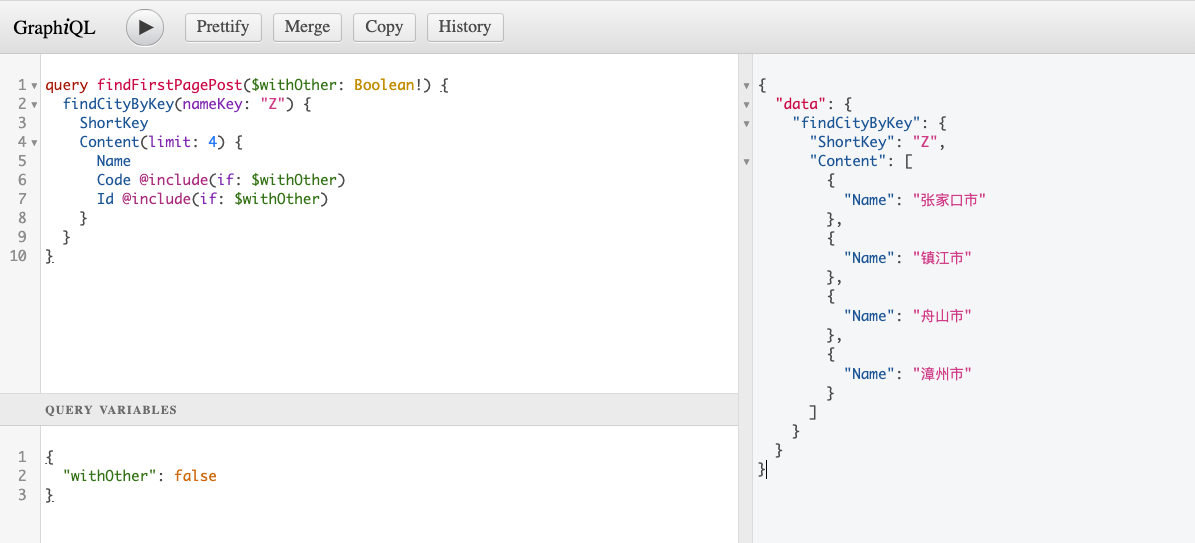 GraphiQL Prettify Merge Copy History
1 query findFirstPagePost($withOther: Boolean!) {
2 findCityByKey(nameKey: "Z") {
3 ShortKey
4 Content(limit: 4) {
5 Name
6 Code @include(if: $withOther)
7 Id @include(if: $withOther)
8 }
9 }
10 }
QUERY VARIABLES
1 {
2 "withOther": false
3 }
{
"data": {
"findCityByKey": {
"ShortKey": "Z",
"Content": [
{
"Name": "张家口市"
},
{
"Name": "镇江市"
},
{
"Name": "舟山市"
},
{
"Name": "漳州市"
}
]
}
}
}